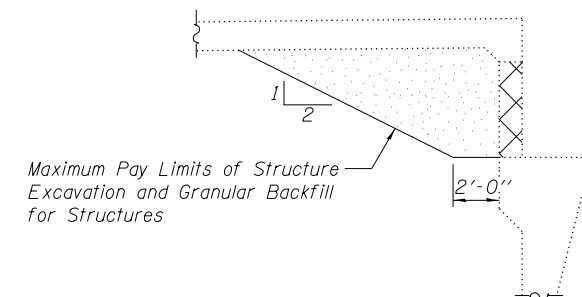 1
2
Maximum Pay Limits of Structure
Excavation and Granular Backfill
for Structures
2'-0"